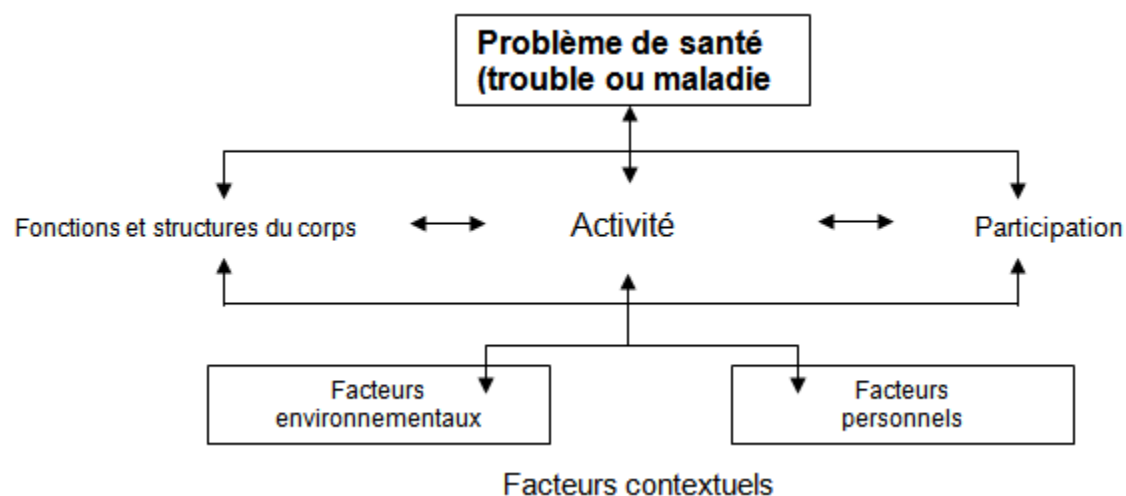 Problème de santé
(trouble ou maladie
Fonctions et structures du corps
Activité
Participation
Facteurs
environnementaux
Facteurs
personnels
Facteurs contextuels